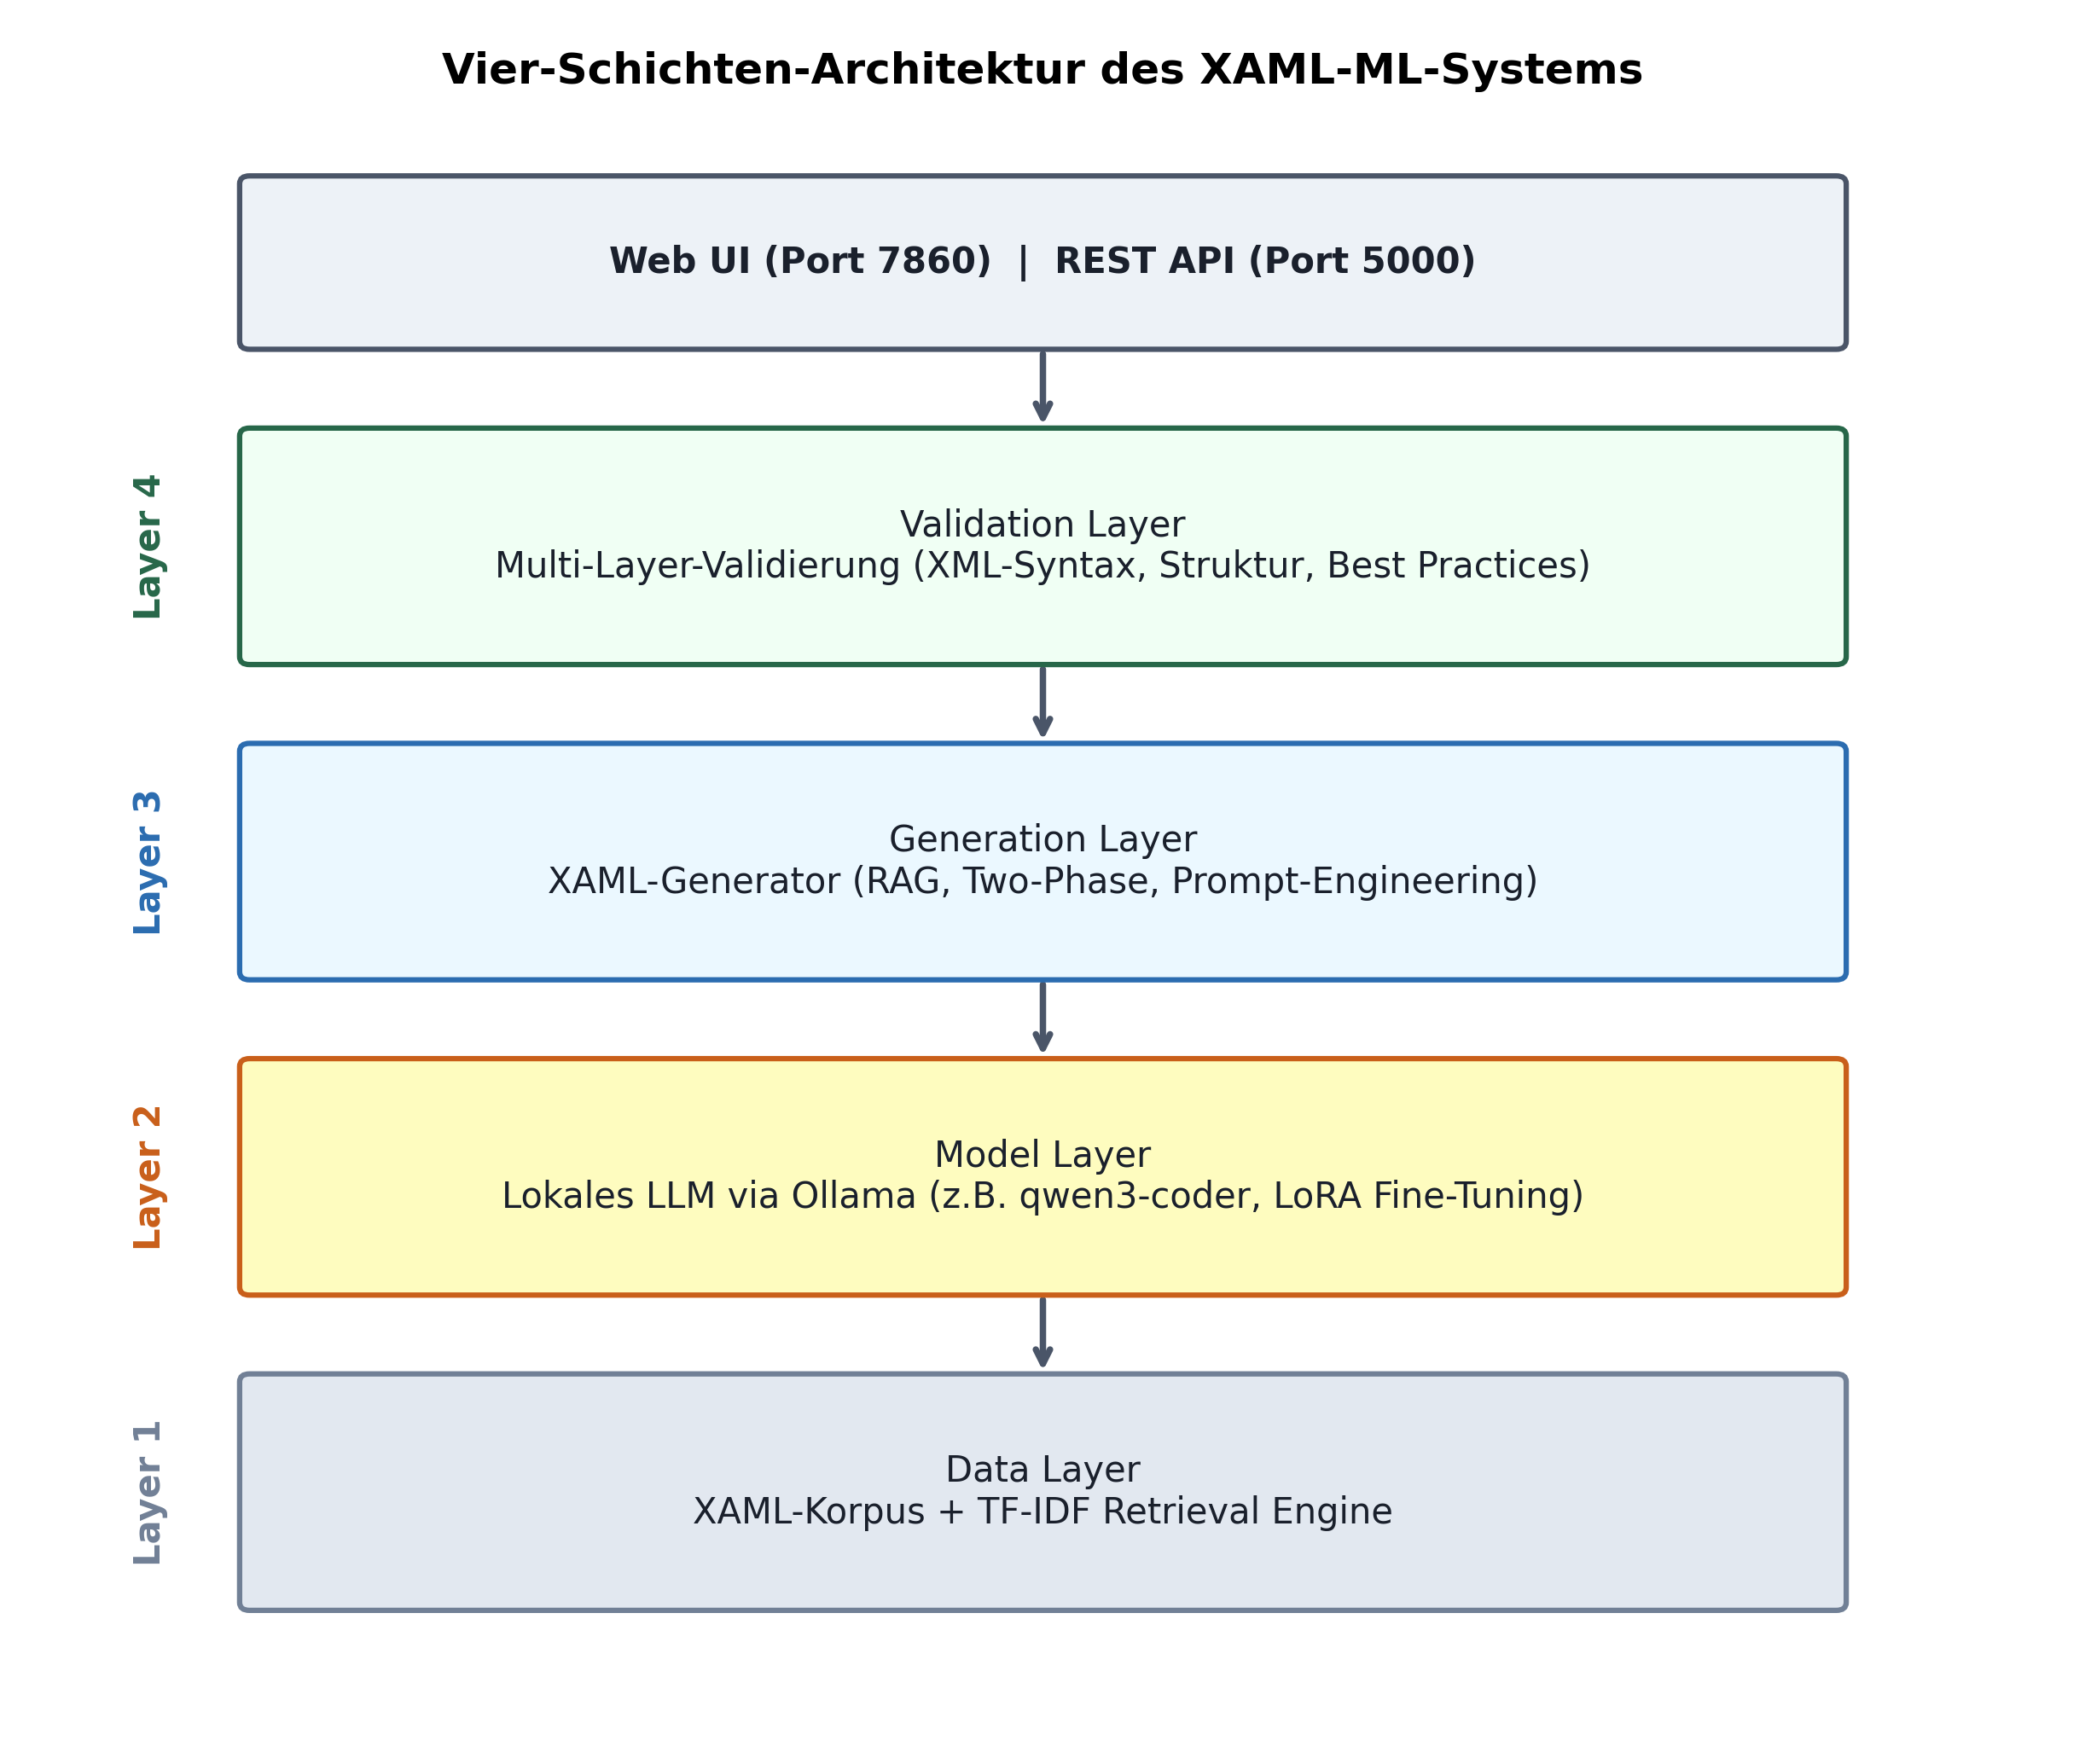 Vier-Schichten-Architektur des XAML-ML-Systems
Web UI (Port 7860) | REST API (Port 5000)
Layer 4
Validation Layer
Multi-Layer-Validierung (XML-Syntax, Struktur, Best Practices)
Layer 3
Generation Layer
XAML-Generator (RAG, Two-Phase, Prompt-Engineering)
Layer 2
Model Layer
Lokales LLM via Ollama (z.B. qwen3-coder, LoRA Fine-Tuning)
Layer 1
Data Layer
XAML-Korpus + TF-IDF Retrieval Engine